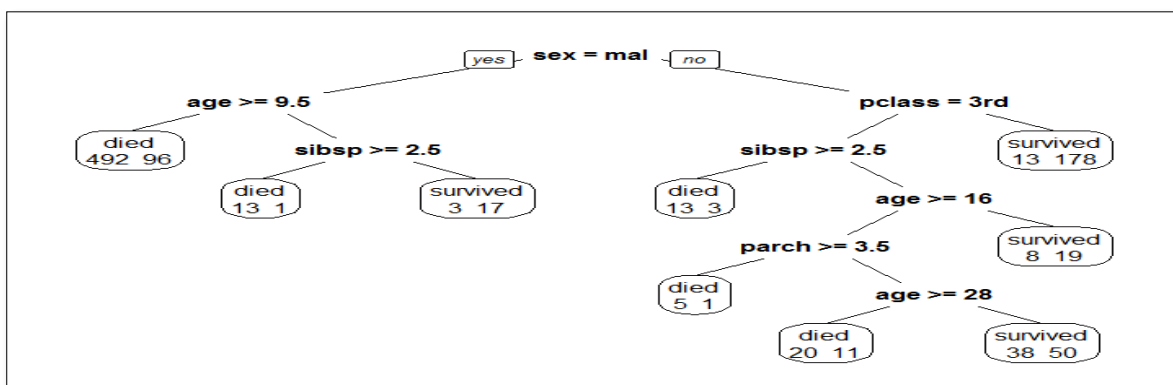 yes sex = mal no
age >= 9.5 pclass = 3rd
died
492 96
sibsp >= 2.5 sibsp >= 2.5
survived
13 178
died
13 1
survived
3 17
died
13 3
age >= 16
parch >= 3.5
survived
8 19
died
5 1
age >= 28
died
20 11
survived
38 50